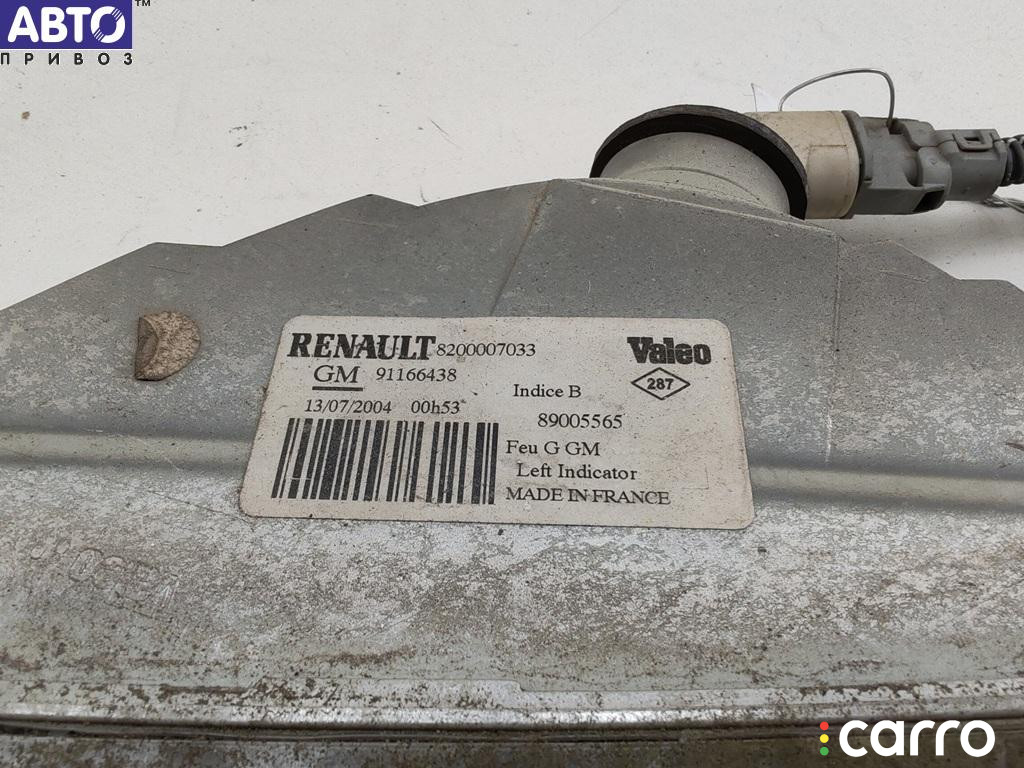 АВТО™
ПРИВОЗ
RENAULT 8200007033
Valeo
GM 91166438
Indice B
287
13/07/2004 00h53
89005565
Feu G GM
Left Indicator
MADE IN FRANCE
carro